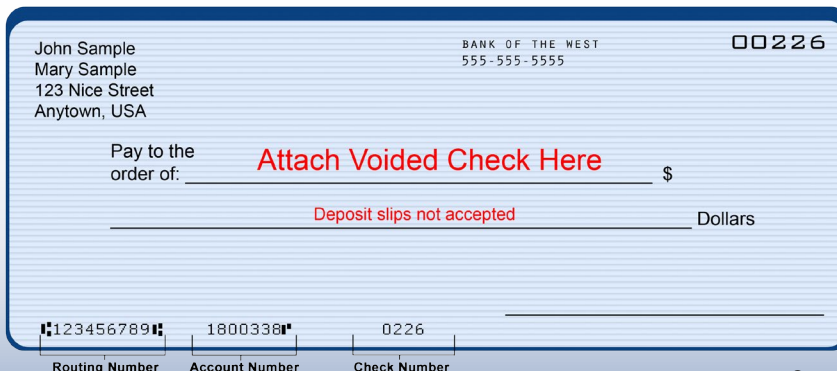 John Sample
Mary Sample
123 Nice Street
Anytown, USA
BANK OF THE WEST
555-555-5555
00226
Pay to the
order of: Attach Voided Check Here $
Deposit slips not accepted Dollars
⑆123456789⑆ 1800338⑈ 0226
Routing Number Account Number Check Number